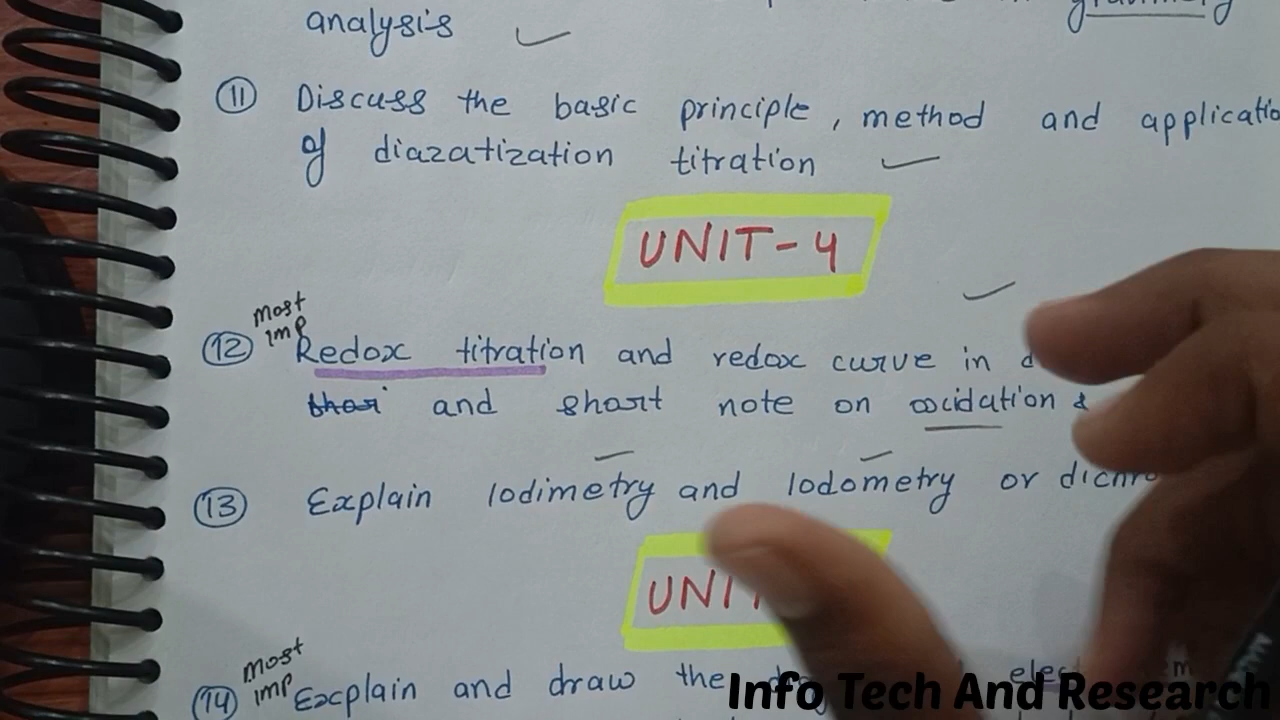 analysis
11 Discuss the basic principle, method and applicatio
of diazatization titration
UNIT-4
most
imp
12 Redox titration and redox curve in d
thor and short note on oxidation &
13 Explain Iodimetry and Iodometry or dichro
UNIT
most
imp
14 Explain and draw the
Info Tech And Research